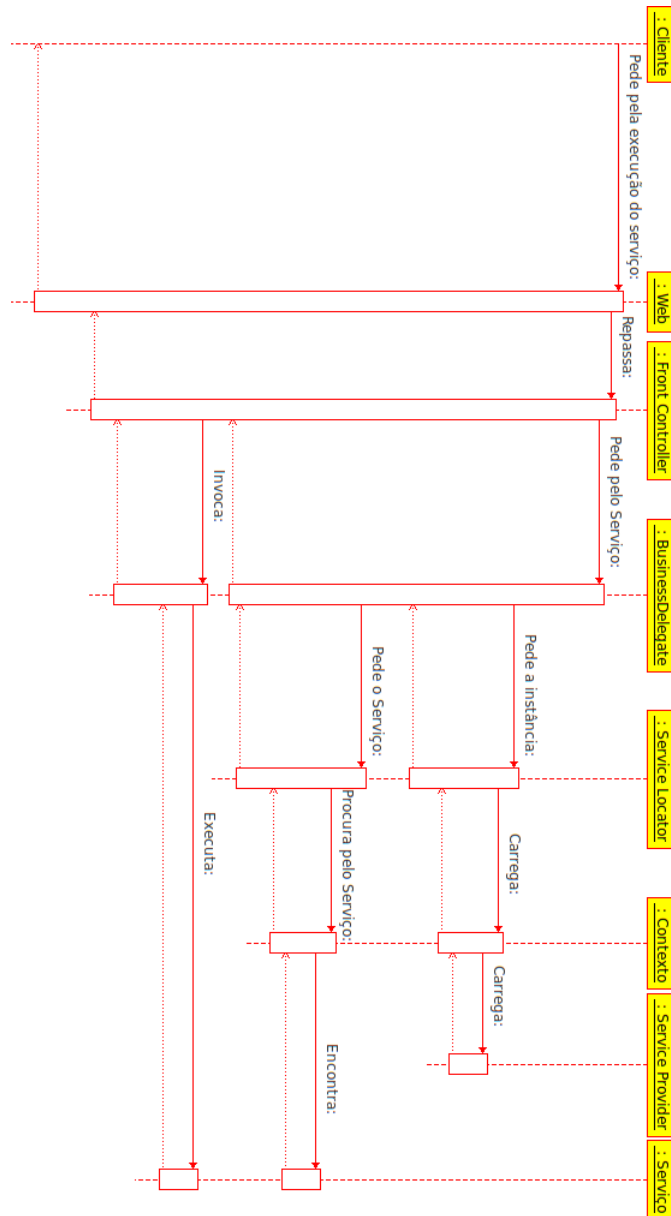 : Cliente
: Web
: Front Controller
: BusinessDelegate
: Service Locator
: Contexto
: Service Provider
: Serviço
Pede pela execução do serviço:
Repassa:
Pede pelo Serviço:
Pede a instância:
Carrega:
Carrega:
Pede o Serviço:
Procura pelo Serviço:
Encontra:
Invoca:
Executa: